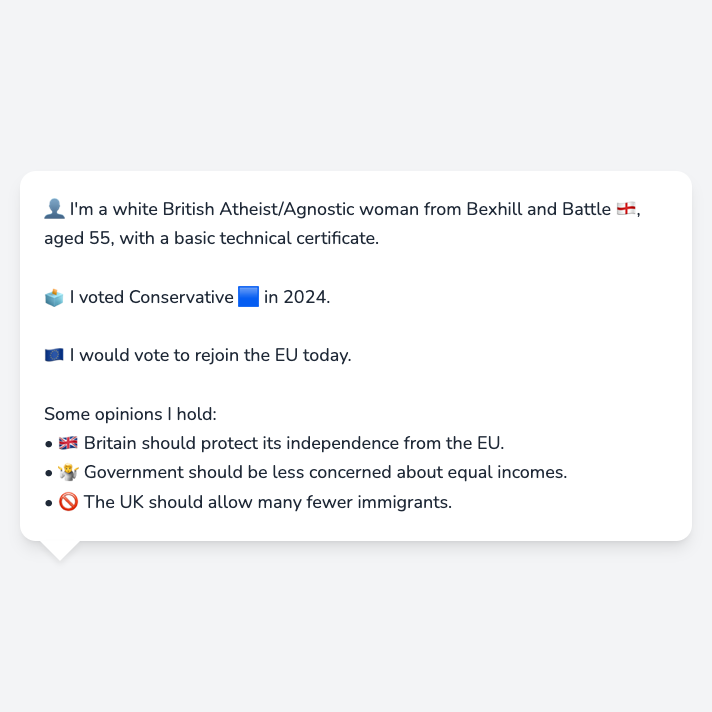 👤 I'm a white British Atheist/Agnostic woman from Bexhill and Battle 🏴󠁧󠁢󠁥󠁮󠁧󠁿,
aged 55, with a basic technical certificate.
🗳️ I voted Conservative 🟦 in 2024.
🇪🇺 I would vote to rejoin the EU today.
Some opinions I hold:
• 🇬🇧 Britain should protect its independence from the EU.
• 🤷 Government should be less concerned about equal incomes.
• 🚫 The UK should allow many fewer immigrants.